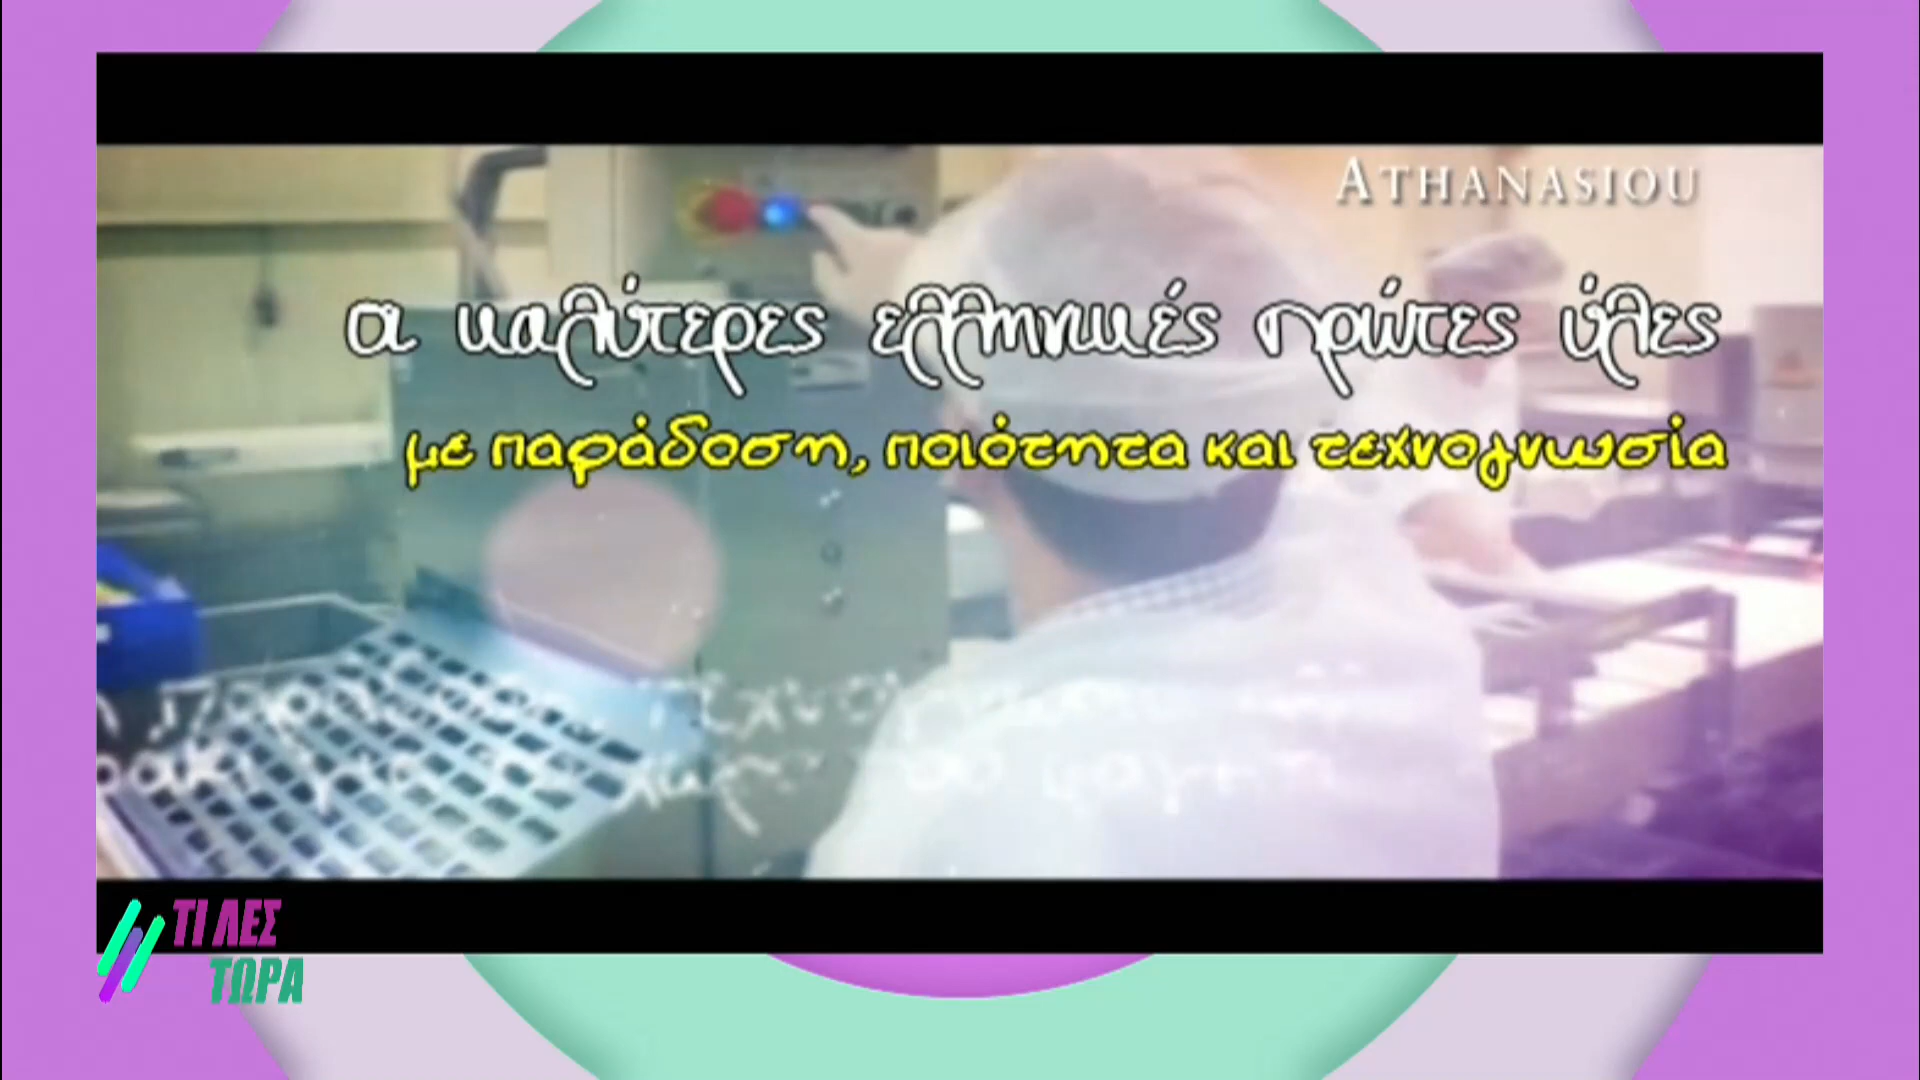 ATHANASIOU
οι καλύτερες ελληνικές πρώτες ύλες
με παράδοση, ποιότητα και τεχνογνωσία
ΤΙ ΛΕΣ
ΤΩΡΑ